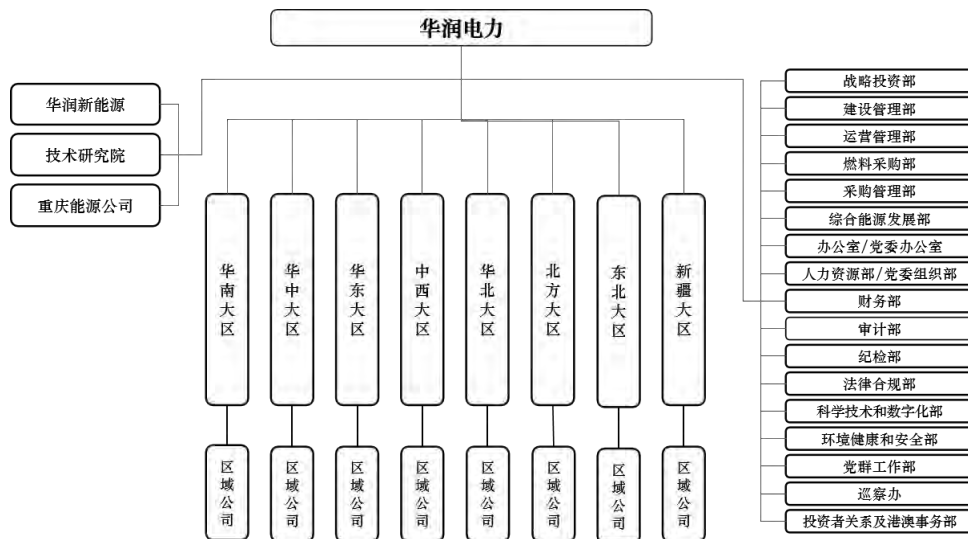 华润电力
华润新能源
技术研究院
重庆能源公司
华南大区
华中大区
华东大区
中西大区
华北大区
北方大区
东北大区
新疆大区
区域公司
区域公司
区域公司
区域公司
区域公司
区域公司
区域公司
区域公司
战略投资部
建设管理部
运营管理部
燃料采购部
采购管理部
综合能源发展部
办公室/党委办公室
人力资源部/党委组织部
财务部
审计部
纪检部
法律合规部
科学技术和数字化部
环境健康和安全部
党群工作部
巡察办
投资者关系及港澳事务部